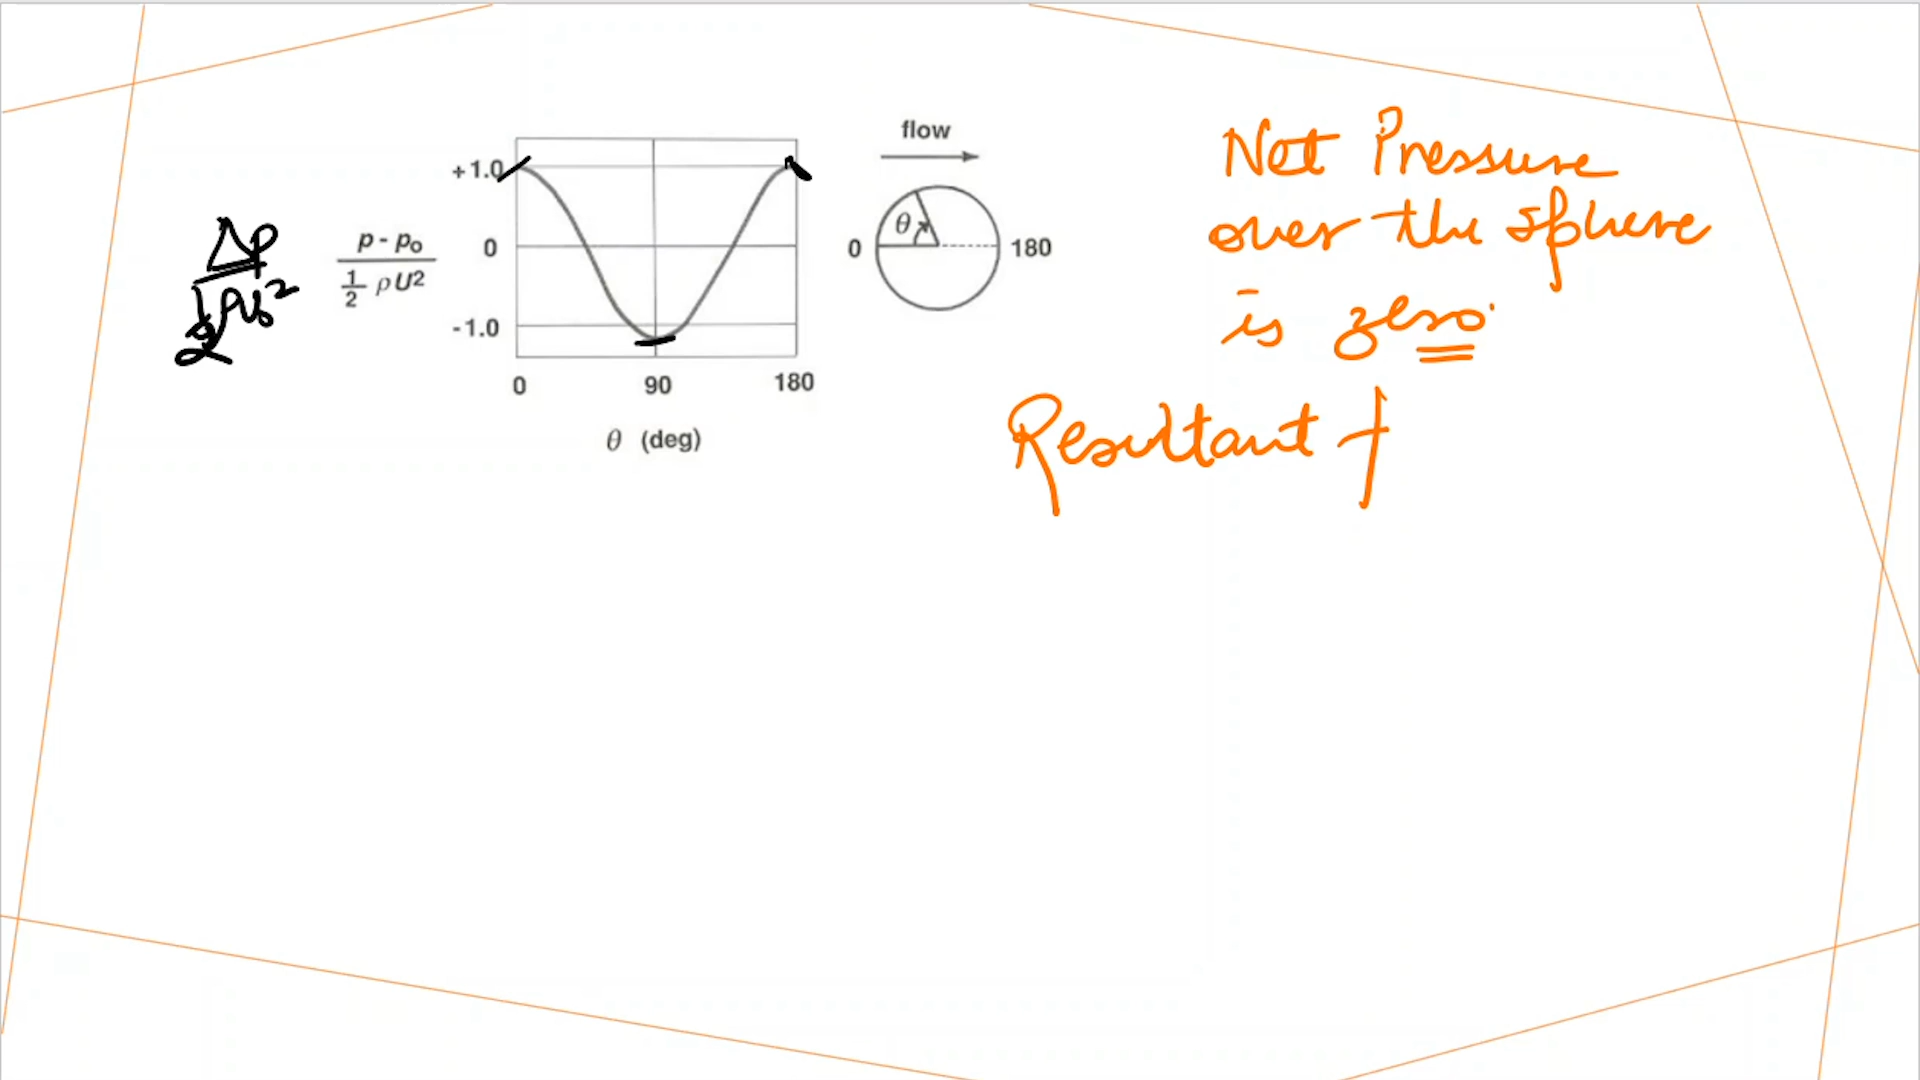 Δp
½ρU₀²
p - p₀
1/2 ρU²
+1.0
0
-1.0
0 90 180
θ (deg)
flow
θ
0 180
Net Pressure
over the sphere
is zero.
Resultant f